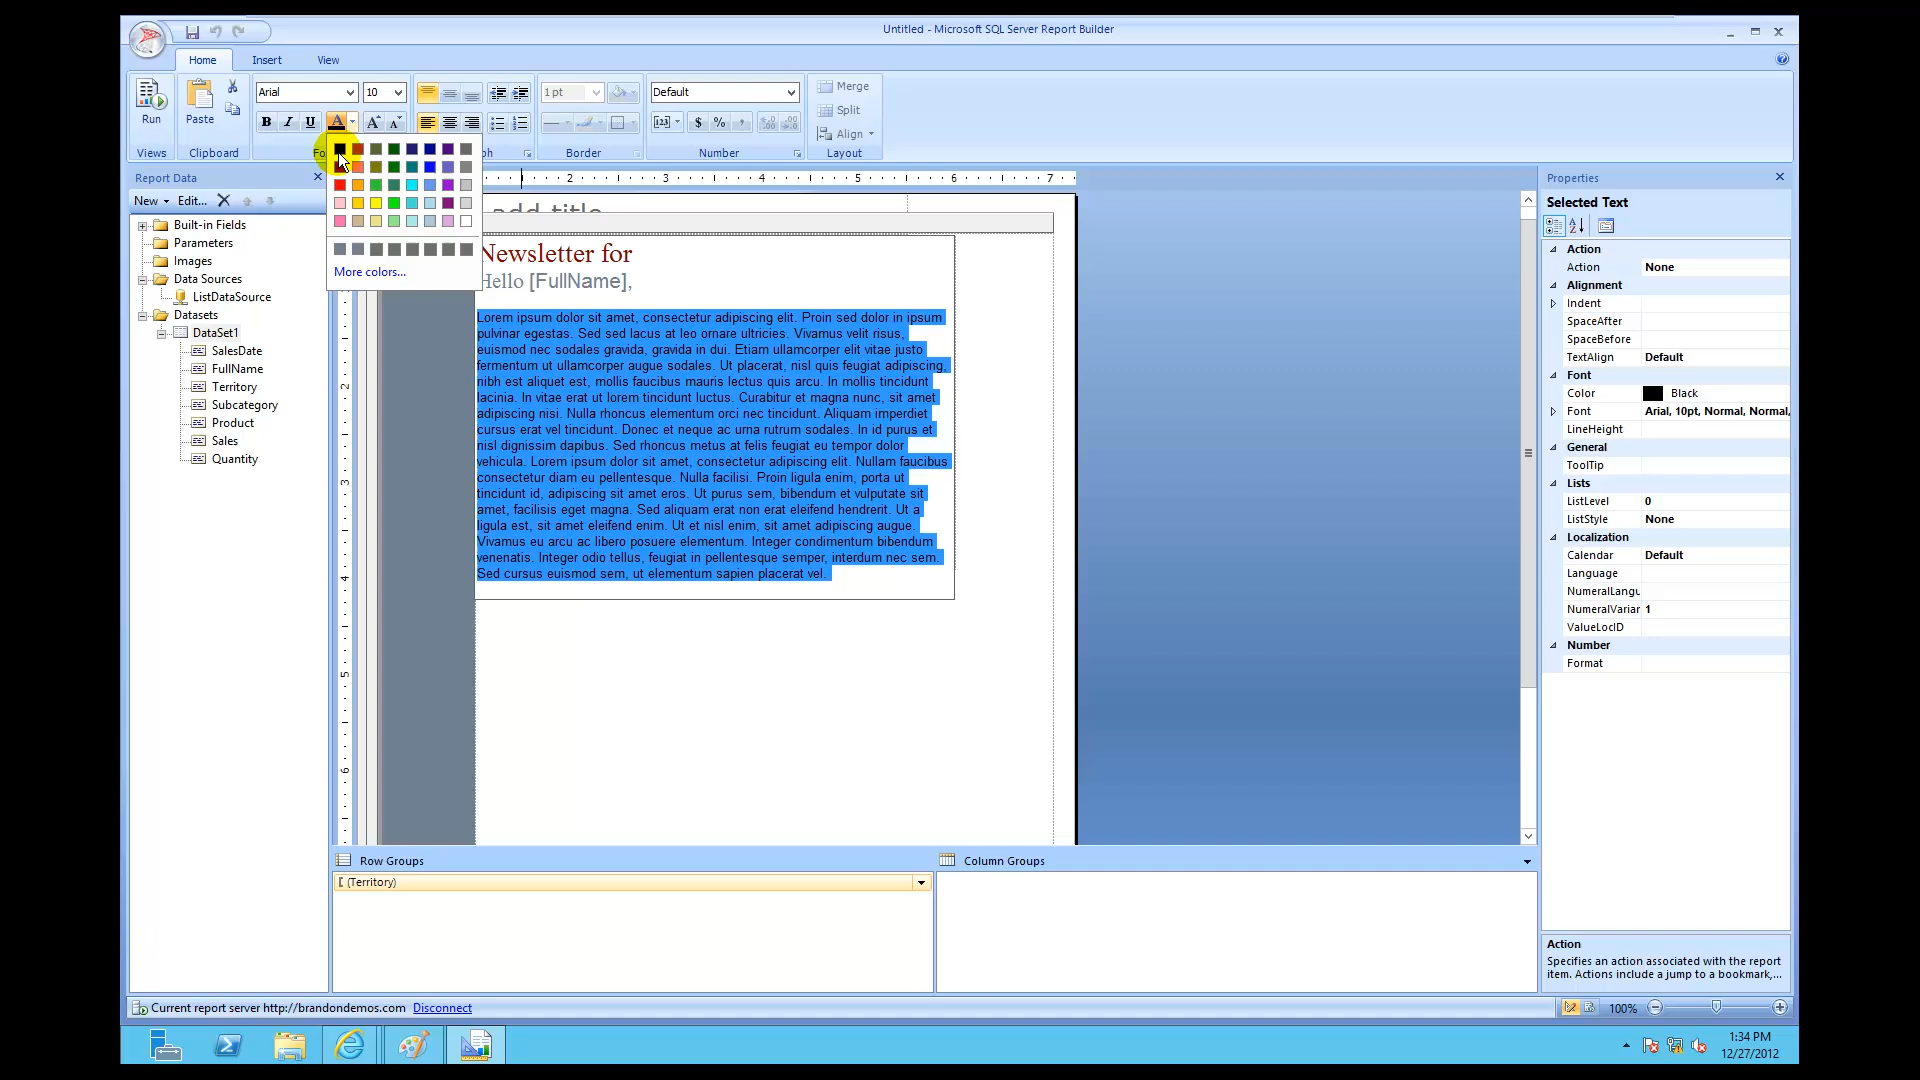 Untitled - Microsoft SQL Server Report Builder
Home Insert View
Run
Paste
Arial 10
B I U A A A
1 pt
Default
$ % ,
Merge
Split
Align
Views Clipboard Border Number Layout
Report Data
New Edit...
Built-in Fields
Parameters
Images
Data Sources
ListDataSource
Datasets
DataSet1
SalesDate
FullName
Territory
Subcategory
Product
Sales
Quantity
More colors...
2 3 4 5 6 7
add title
Newsletter for
Hello [FullName],
Lorem ipsum dolor sit amet, consectetur adipiscing elit. Proin sed dolor in ipsum
pulvinar egestas. Sed sed lacus at leo ornare ultricies. Vivamus velit risus,
euismod nec sodales gravida, gravida in dui. Etiam ullamcorper elit vitae justo
fermentum ut ullamcorper augue sodales. Ut placerat, nisl quis feugiat adipiscing,
nibh est aliquet est, mollis faucibus mauris lectus quis arcu. In mollis tincidunt
lacinia. In vitae erat ut lorem tincidunt luctus. Curabitur et magna nunc, sit amet
adipiscing nisi. Nulla rhoncus elementum orci nec tincidunt. Aliquam imperdiet
cursus erat vel tincidunt. Donec et neque ac urna rutrum sodales. In id purus et
nisl dignissim dapibus. Sed rhoncus metus at felis feugiat eu tempor dolor
vehicula. Lorem ipsum dolor sit amet, consectetur adipiscing elit. Nullam faucibus
consectetur diam eu pellentesque. Nulla facilisi. Proin ligula enim, porta ut
tincidunt id, adipiscing sit amet eros. Ut purus sem, bibendum et vulputate sit
amet, facilisis eget magna. Sed aliquam erat non erat eleifend hendrerit. Ut a
ligula est, sit amet eleifend enim. Ut et nisl enim, sit amet adipiscing augue.
Vivamus eu arcu ac libero posuere elementum. Integer condimentum bibendum
venenatis. Integer odio tellus, feugiat in pellentesque semper, interdum nec sem.
Sed cursus euismod sem, ut elementum sapien placerat vel.
2
3
4
5
6
Row Groups
(Territory)
Column Groups
Properties
Selected Text
Action
Action None
Alignment
Indent
SpaceAfter
SpaceBefore
TextAlign Default
Font
Color Black
Font Arial, 10pt, Normal, Normal,
LineHeight
General
ToolTip
Lists
ListLevel 0
ListStyle None
Localization
Calendar Default
Language
NumeralLangu
NumeralVariar 1
ValueLocID
Number
Format
Action
Specifies an action associated with the report
item. Actions include a jump to a bookmark,...
Current report server http://brandondemos.com Disconnect
100%
1:34 PM
12/27/2012